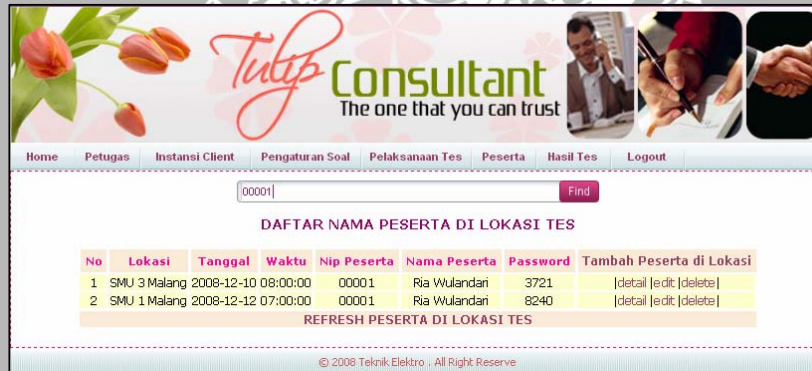 Tulip Consultant
The one that you can trust
Home Petugas Instansi Client Pengaturan Soal Pelaksanaan Tes Peserta Hasil Tes Logout
00001 Find
DAFTAR NAMA PESERTA DI LOKASI TES
No Lokasi Tanggal Waktu Nip Peserta Nama Peserta Password Tambah Peserta di Lokasi
1 SMU 3 Malang 2008-12-10 08:00:00 00001 Ria Wulandari 3721 |detail |edit |delete|
2 SMU 1 Malang 2008-12-12 07:00:00 00001 Ria Wulandari 8240 |detail |edit |delete|
REFRESH PESERTA DI LOKASI TES
© 2008 Teknik Elektro . All Right Reserve